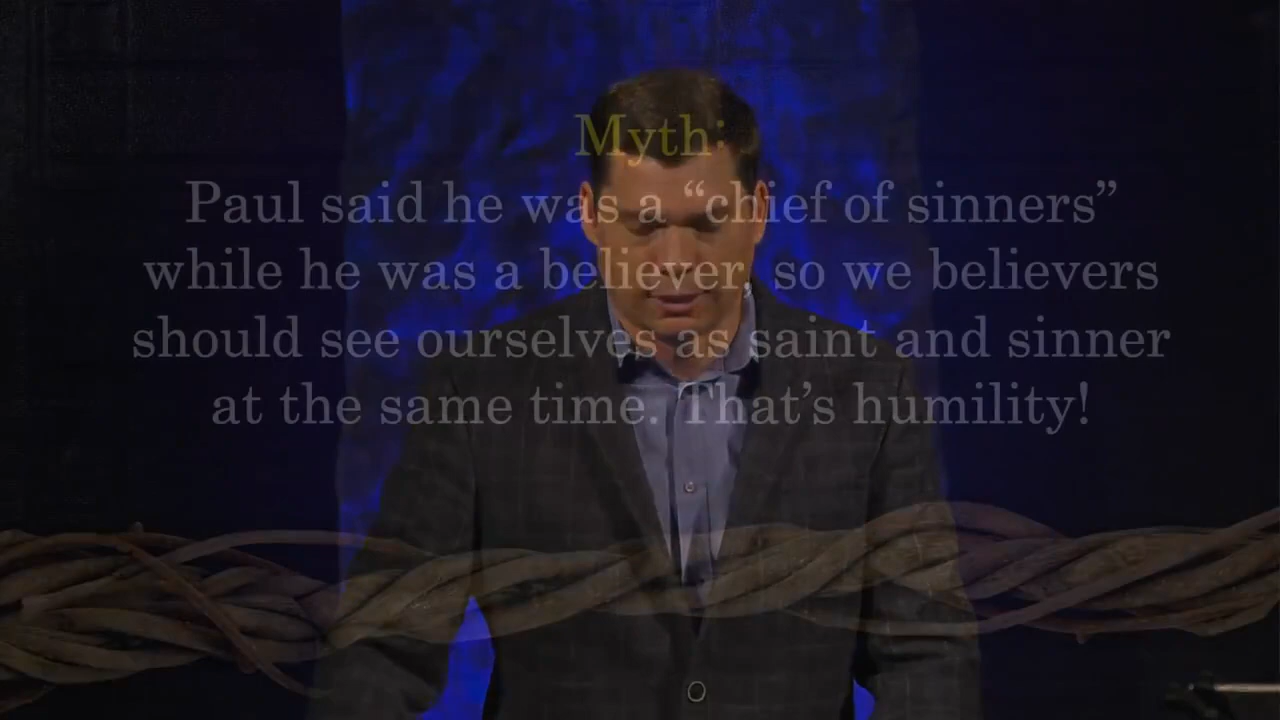 Myth:
Paul said he was a “chief of sinners”
while he was a believer, so we believers
should see ourselves as saint and sinner
at the same time. That’s humility!